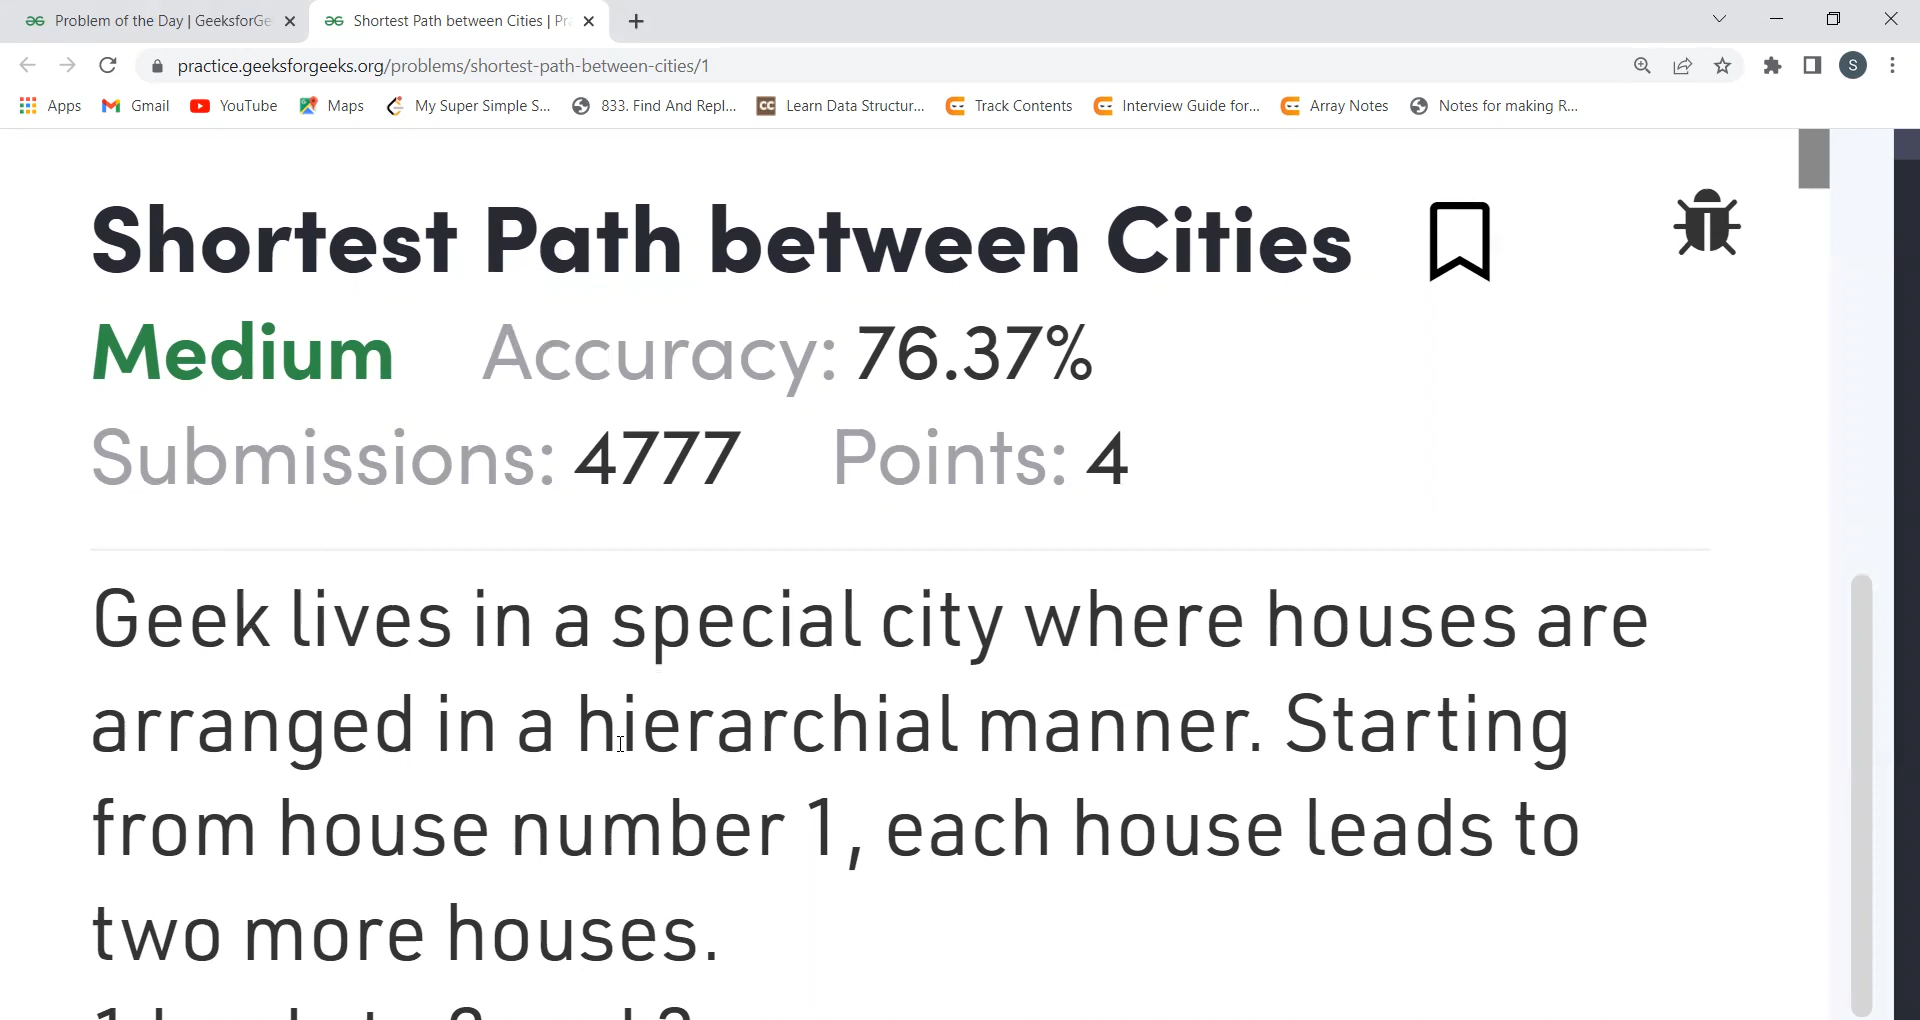 Problem of the Day | GeeksforGe
Shortest Path between Cities | Pr
practice.geeksforgeeks.org/problems/shortest-path-between-cities/1
S
Apps
Gmail
YouTube
Maps
My Super Simple S...
833. Find And Repl...
CC
Learn Data Structur...
Track Contents
Interview Guide for...
Array Notes
Notes for making R...
Shortest Path between Cities
Medium Accuracy: 76.37%
Submissions: 4777 Points: 4
Geek lives in a special city where houses are
arranged in a hierarchial manner. Starting
from house number 1, each house leads to
two more houses.